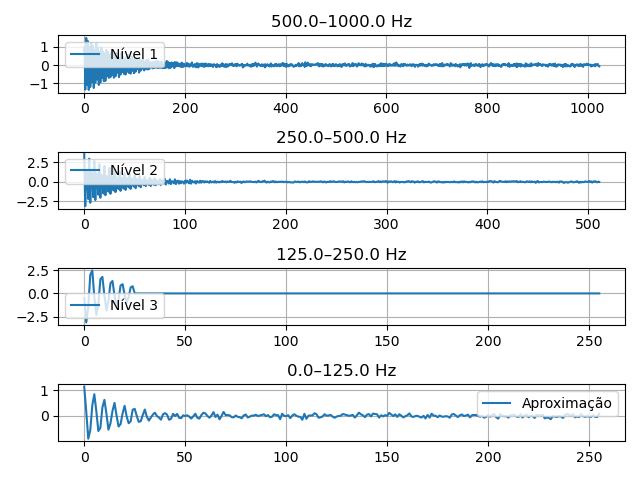 500.0–1000.0 Hz
1
0
−1
Nível 1
0 200 400 600 800 1000
250.0–500.0 Hz
2.5
0.0
−2.5
Nível 2
0 100 200 300 400 500
125.0–250.0 Hz
2.5
0.0
−2.5
Nível 3
0 50 100 150 200 250
0.0–125.0 Hz
1
0
Aproximação
0 50 100 150 200 250